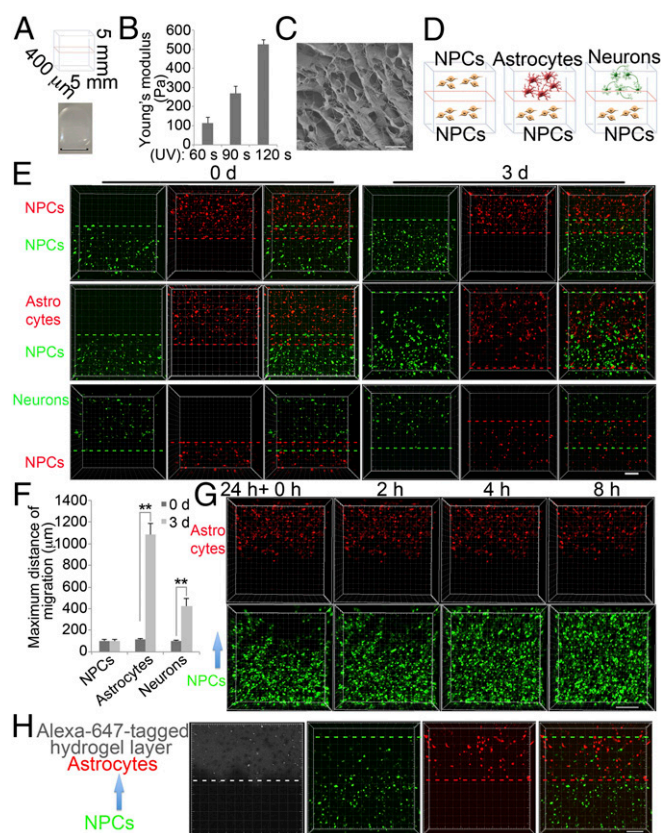 A
400 μm
5 mm
5 mm
B
Young's modulus
(Pa)
600
500
400
300
200
100
0
(UV): 60 s 90 s 120 s
C
D
NPCs Astrocytes Neurons
NPCs NPCs NPCs
E
0 d 3 d
NPCs
NPCs
Astro
cytes
NPCs
Neurons
NPCs
F
Maximum distance of
migration (μm)
1400
1200
1000
800
600
400
200
0
0 d
3 d
**
**
NPCs
Astrocytes
Neurons
G
24 h+ 0 h 2 h 4 h 8 h
Astro
cytes
NPCs
H
Alexa-647-tagged
hydrogel layer
Astrocytes
NPCs